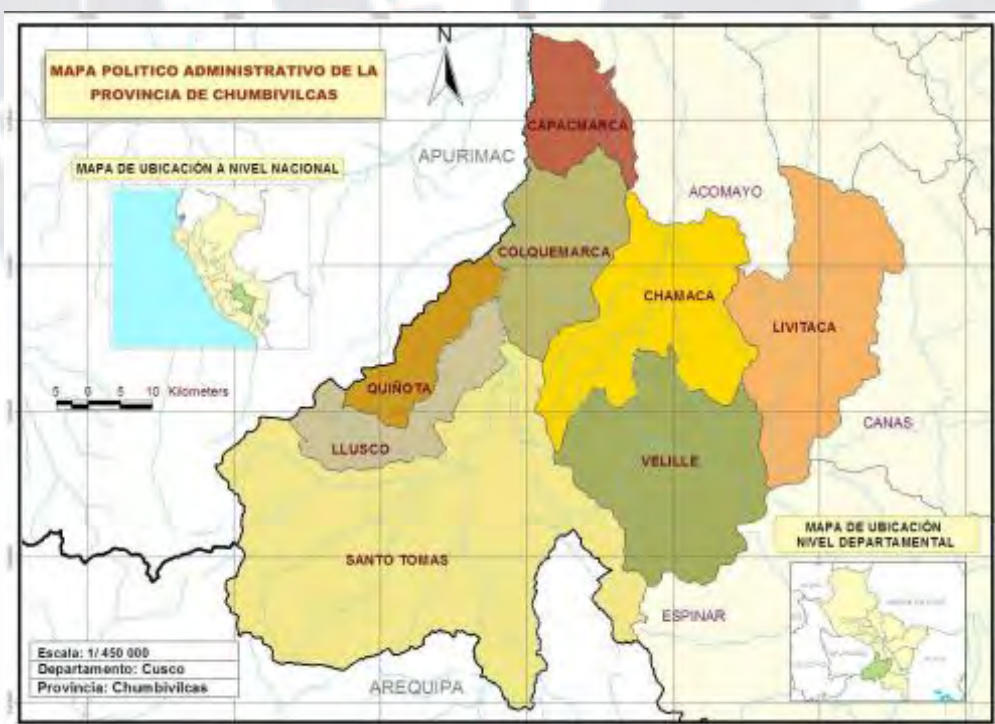 MAPA POLITICO ADMINISTRATIVO DE LA
PROVINCIA DE CHUMBIVILCAS
N
CAPACMARCA
APURIMAC
MAPA DE UBICACIÓN A NIVEL NACIONAL
ACOMAYO
COLQUEMARCA
CHAMACA
LIVITACA
5 0 5 10 Kilometers
QUIÑOTA
CANAS
LLUSCO
VELILLE
MAPA DE UBICACIÓN
NIVEL DEPARTAMENTAL
SANTO TOMAS
ESPINAR
Escala: 1/ 450 000
Departamento: Cusco
Provincia: Chumbivilcas
AREQUIPA